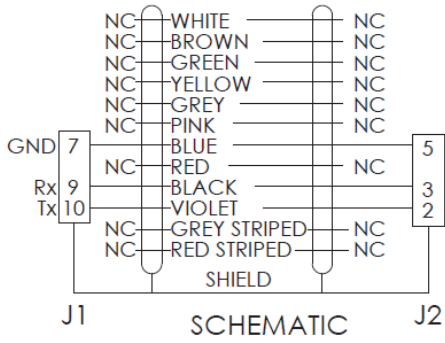 NC WHITE NC
NC BROWN NC
NC GREEN NC
NC YELLOW NC
NC GREY NC
NC PINK NC
GND 7 BLUE 5
NC RED NC
Rx 9 BLACK 3
Tx 10 VIOLET 2
NC GREY STRIPED NC
NC RED STRIPED NC
SHIELD
J1 SCHEMATIC J2